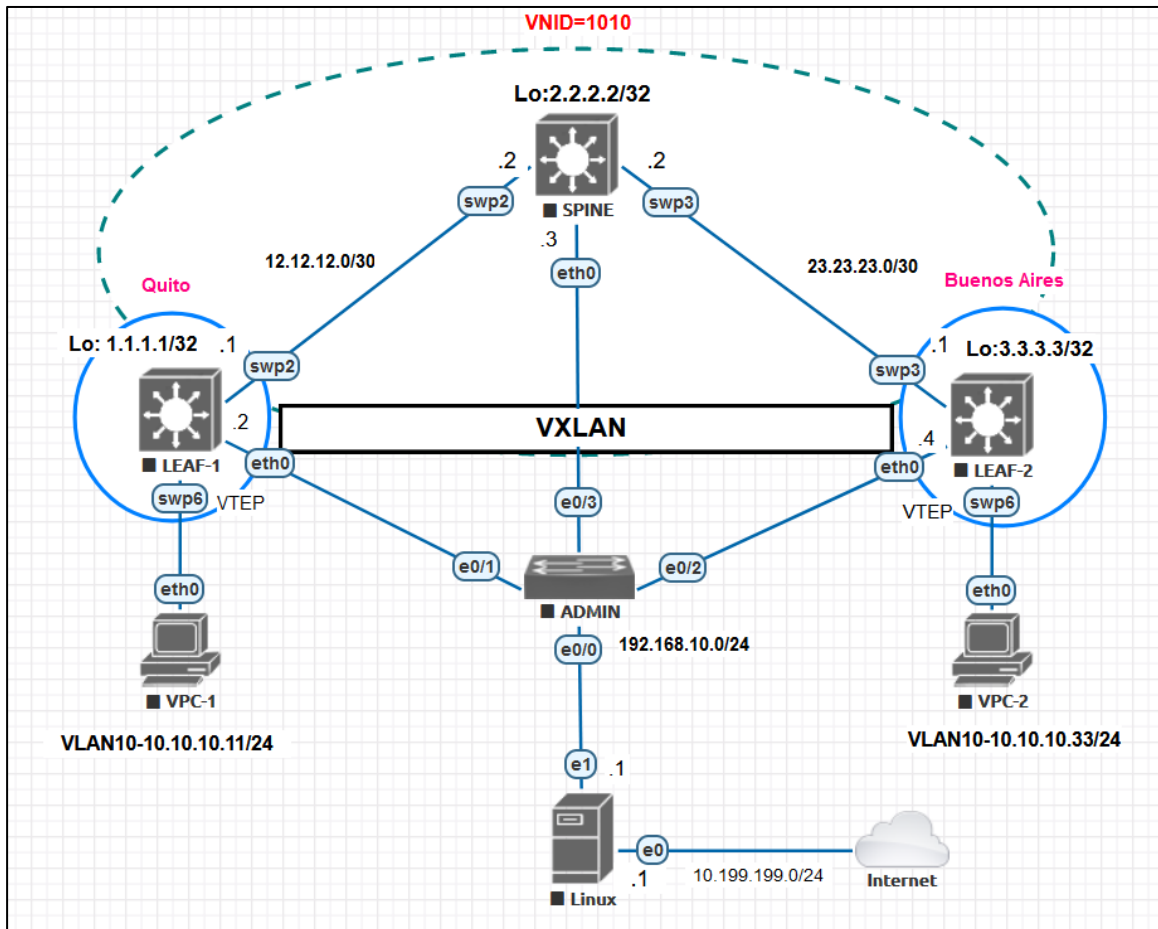 VNID=1010
Lo:2.2.2.2/32
.2
.2
swp2
SPINE
swp3
.3
12.12.12.0/30
eth0
23.23.23.0/30
Quito
Buenos Aires
Lo: 1.1.1.1/32
.1
.1
Lo:3.3.3.3/32
swp2
swp3
.2
VXLAN
.4
LEAF-1
eth0
eth0
LEAF-2
swp6
VTEP
e0/3
VTEP
swp6
e0/1
e0/2
eth0
eth0
ADMIN
e0/0
192.168.10.0/24
VPC-1
VPC-2
VLAN10-10.10.10.11/24
VLAN10-10.10.10.33/24
e1
.1
e0
.1
10.199.199.0/24
Internet
Linux